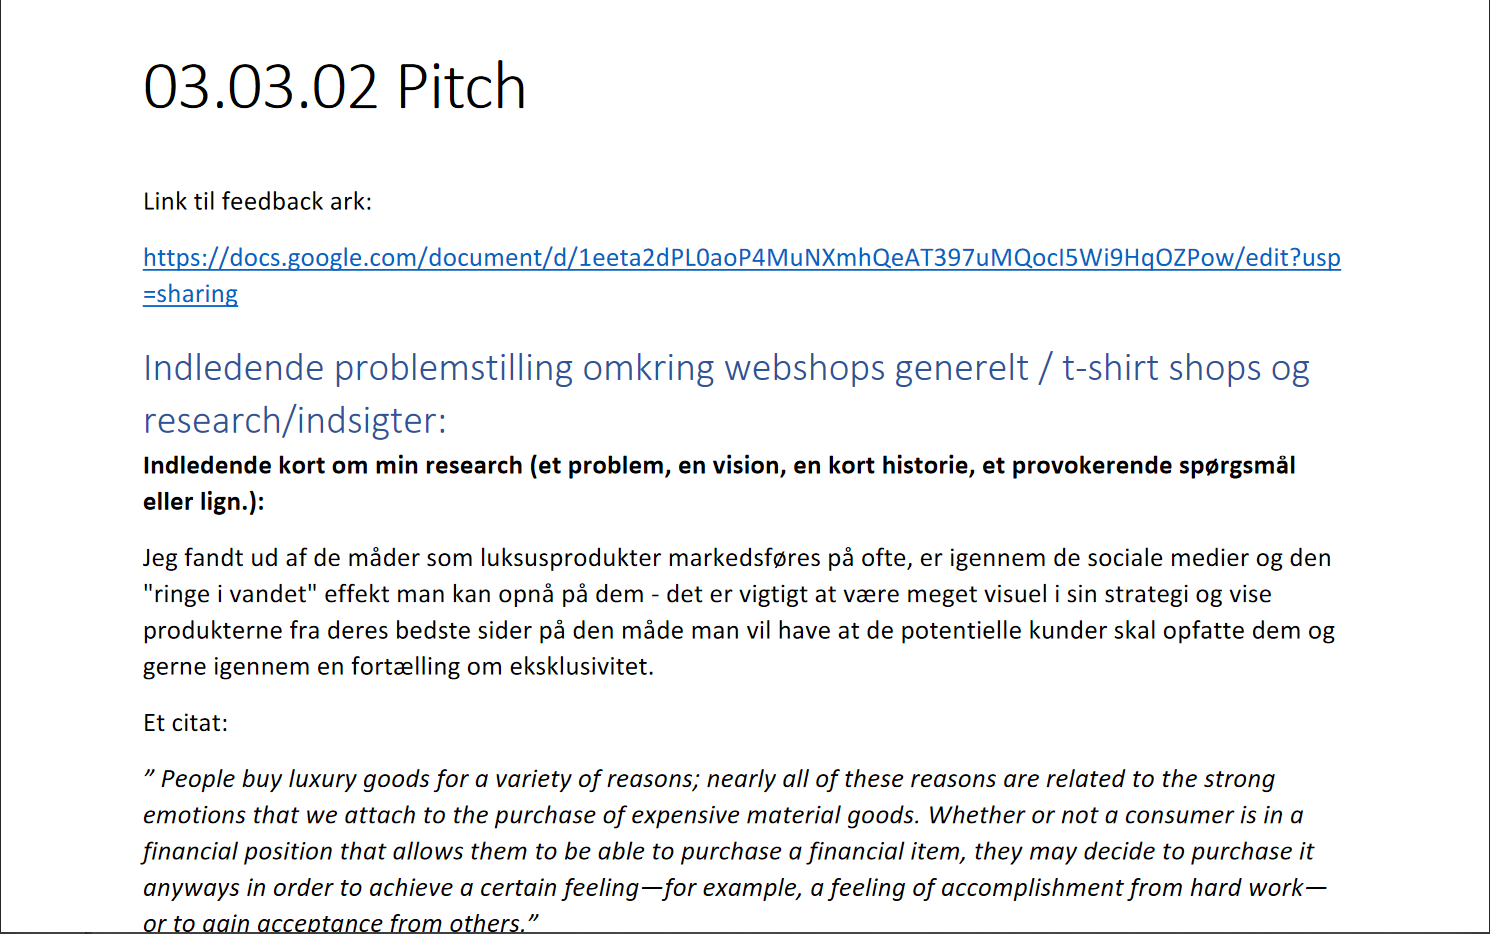 03.03.02 Pitch
Link til feedback ark:
https://docs.google.com/document/d/1eeta2dPL0aoP4MuNXmhQeAT397uMQocI5Wi9HqOZPow/edit?usp
=sharing
Indledende problemstilling omkring webshops generelt / t-shirt shops og
research/indsigter:
Indledende kort om min research (et problem, en vision, en kort historie, et provokerende spørgsmål
eller lign.):
Jeg fandt ud af de måder som luksusprodukter markedsføres på ofte, er igennem de sociale medier og den
"ringe i vandet" effekt man kan opnå på dem - det er vigtigt at være meget visuel i sin strategi og vise
produkterne fra deres bedste sider på den måde man vil have at de potentielle kunder skal opfatte dem og
gerne igennem en fortælling om eksklusivitet.
Et citat:
” People buy luxury goods for a variety of reasons; nearly all of these reasons are related to the strong
emotions that we attach to the purchase of expensive material goods. Whether or not a consumer is in a
financial position that allows them to be able to purchase a financial item, they may decide to purchase it
anyways in order to achieve a certain feeling—for example, a feeling of accomplishment from hard work—
or to gain acceptance from others.”